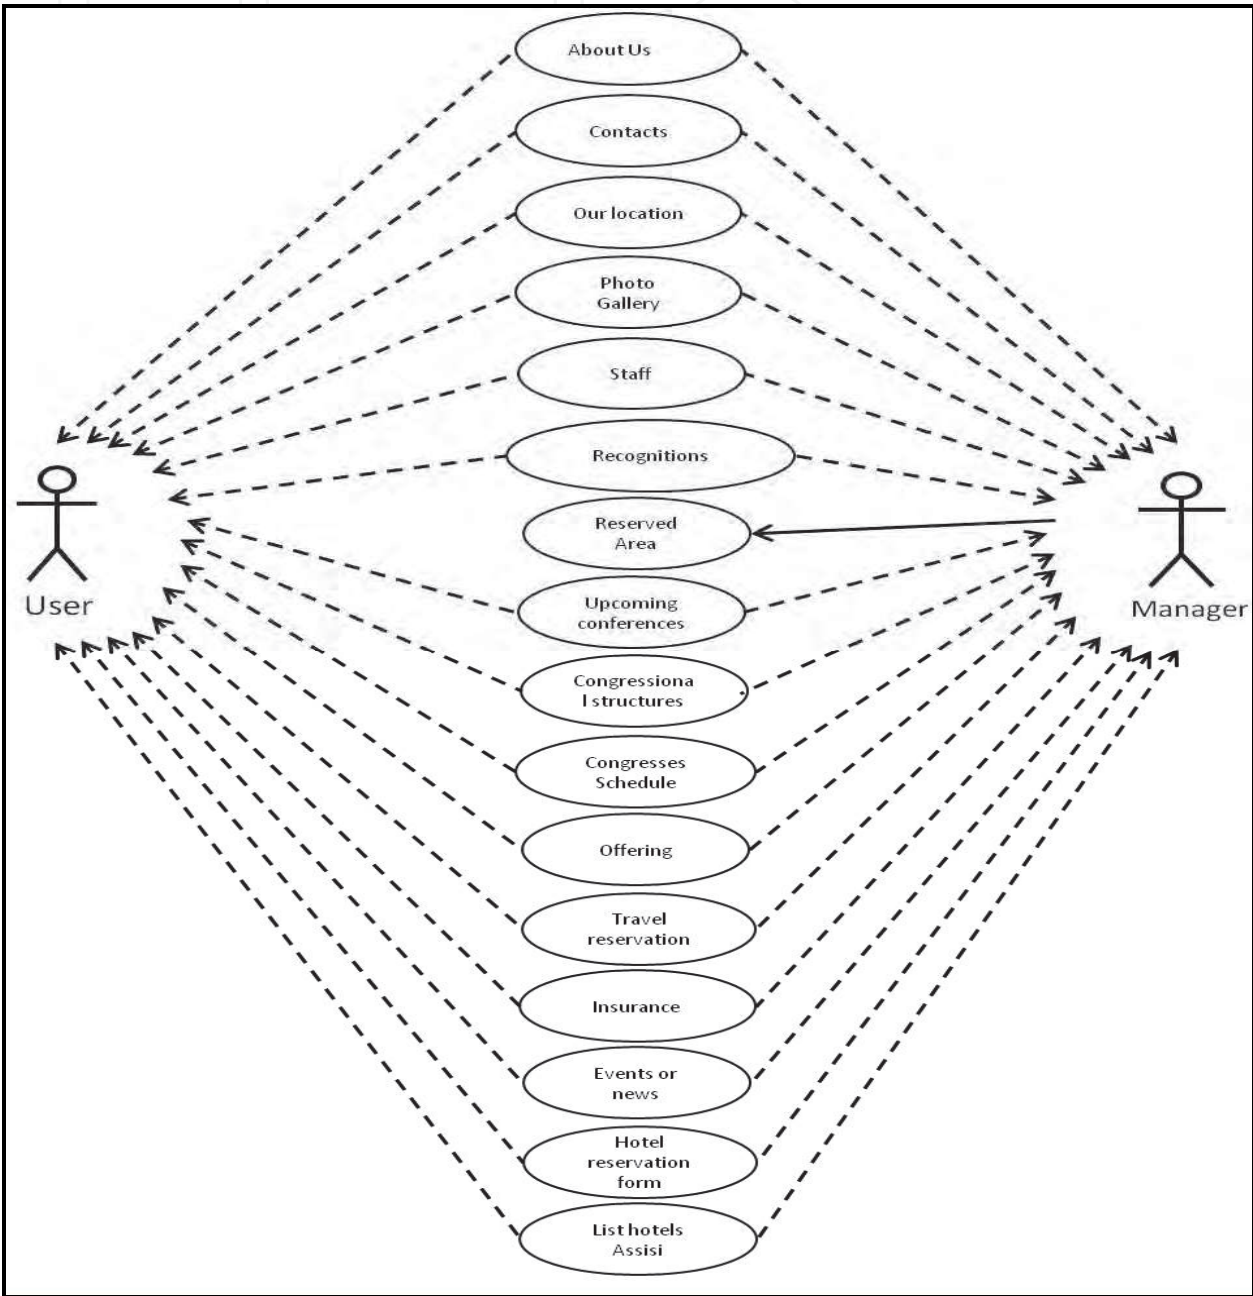 About Us
Contacts
Our location
Photo
Gallery
Staff
Recognitions
Reserved
Area
Upcoming
conferences
User
Manager
Congressiona
l structures
Congresses
Schedule
Offering
Travel
reservation
Insurance
Events or
news
Hotel
reservation
form
List hotels
Assisi